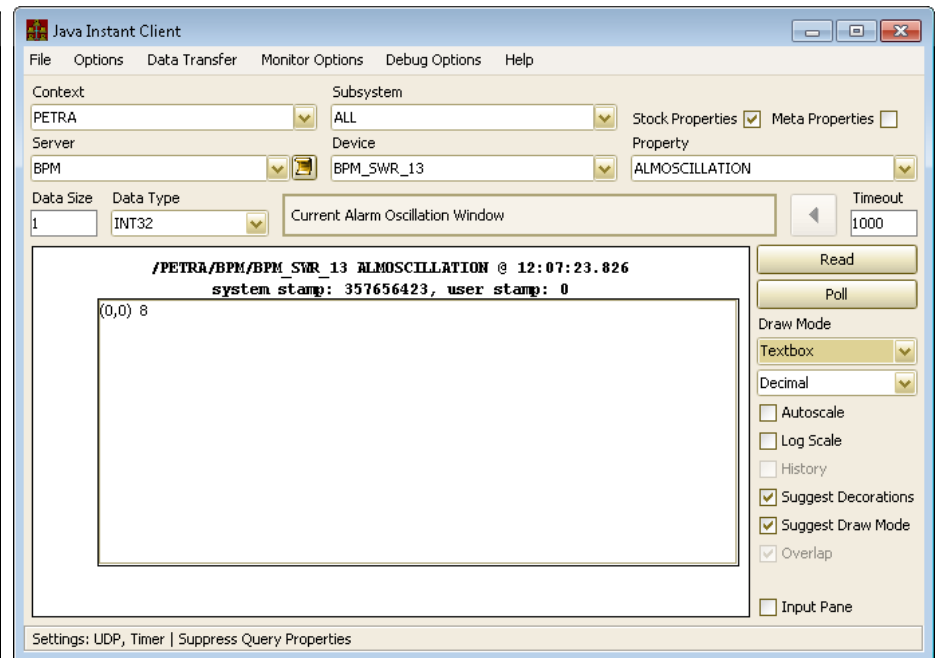 Java Instant Client
File Options Data Transfer Monitor Options Debug Options Help
Context Subsystem
PETRA ALL Stock Properties Meta Properties
Server Device Property
BPM BPM_SWR_13 ALMOSCILLATION
Data Size Data Type Timeout
1 INT32 Current Alarm Oscillation Window 1000
/PETRA/BPM/BPM_SWR_13 ALMOSCILLATION @ 12:07:23.826
system stamp: 357656423, user stamp: 0
(0,0) 8
Read
Poll
Draw Mode
Textbox
Decimal
Autoscale
Log Scale
History
Suggest Decorations
Suggest Draw Mode
Overlap
Input Pane
Settings: UDP, Timer | Suppress Query Properties